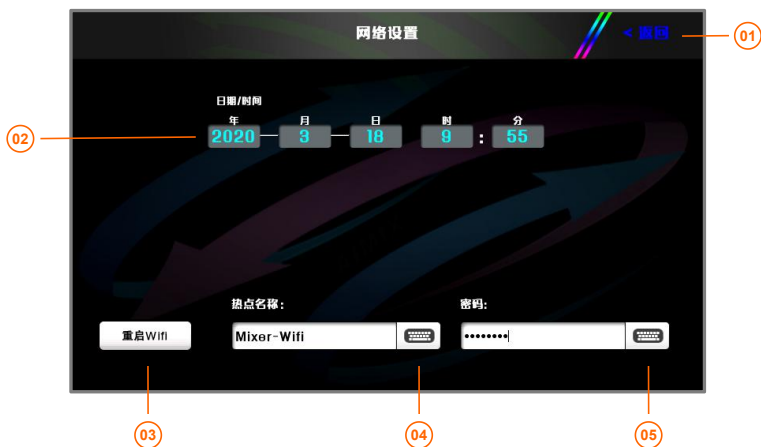 网络设置
< 返回
01
日期/时间
年 月 日 时 分
02
2020 — 3 — 18 9 : 55
热点名称: 密码:
重启Wifi Mixer-Wifi ••••••••
03 04 05